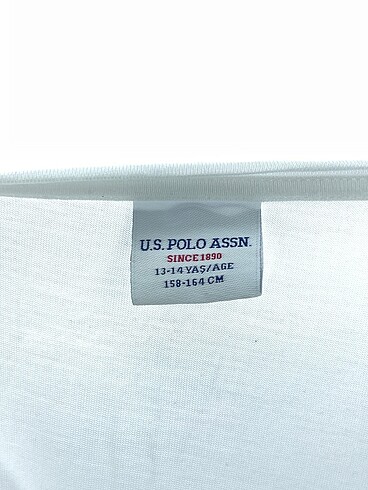 U.S. POLO ASSN.
SINCE 1890
13-14 YAŞ/AGE
158-164 CM